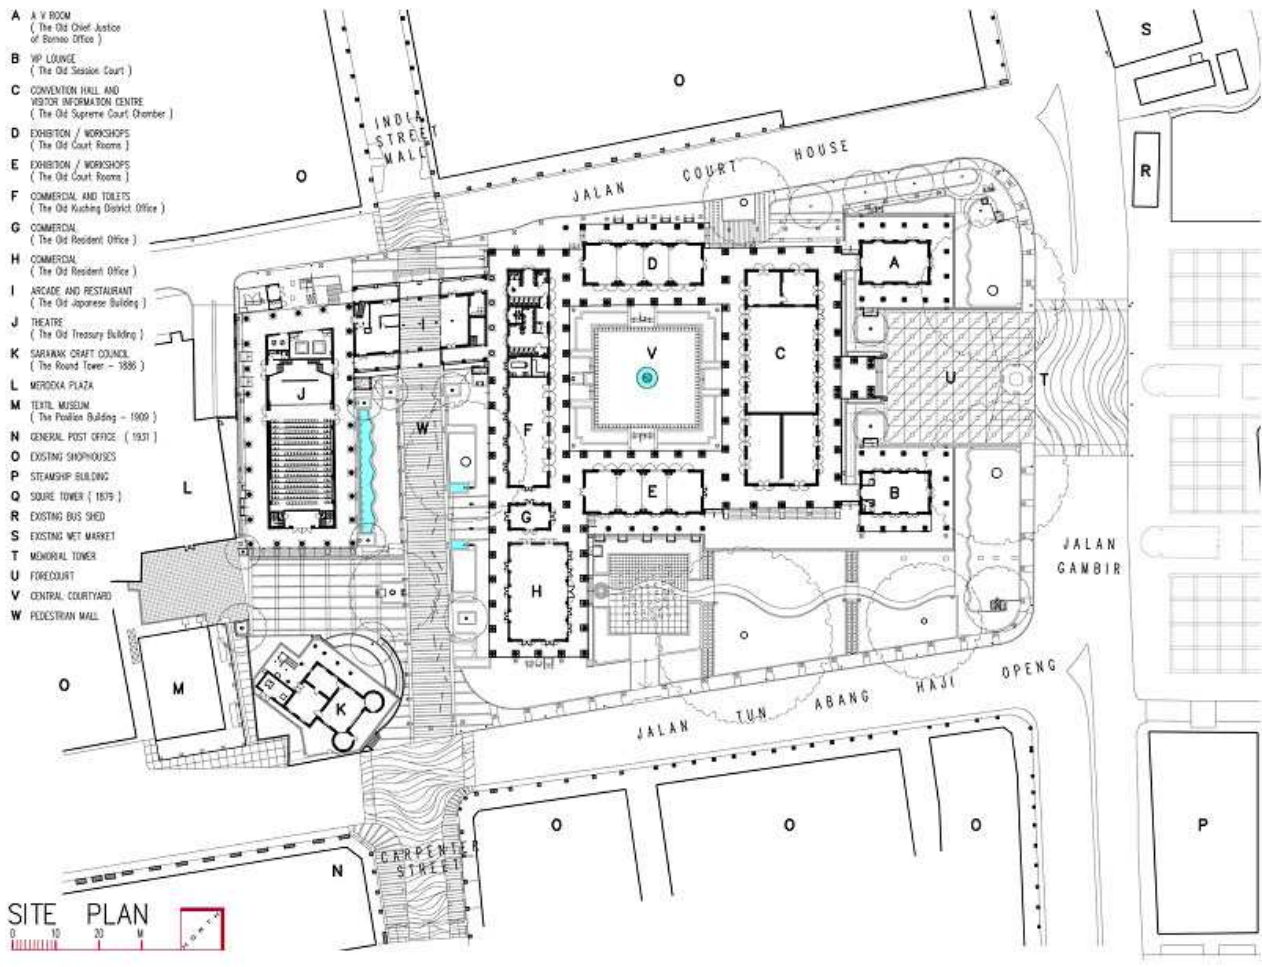 A A V ROOM
( The Old Chief Justice
of Borneo Office )
B VIP LOUNGE
( The Old Session Court )
C CONVENTION HALL AND
VISITOR INFORMATION CENTRE
( The Old Supreme Court Chamber )
D EXHIBITION / WORKSHOPS
( The Old Court Rooms )
E EXHIBITION / WORKSHOPS
( The Old Court Rooms )
F COMMERCIAL AND TOILETS
( The Old Kuching District Office )
G COMMERCIAL
( The Old Resident Office )
H COMMERCIAL
( The Old Resident Office )
I ARCADE AND RESTAURANT
( The Old Japanese Building )
J THEATRE
( The Old Treasury Building )
K SARAWAK CRAFT COUNCIL
( The Round Tower - 1886 )
L MERDEKA PLAZA
M TEXTIL MUSEUM
( The Pavilion Building - 1909 )
N GENERAL POST OFFICE ( 1931 )
O EXISTING SHOPHOUSES
P STEAMSHIP BUILDING
Q SQURE TOWER ( 1879 )
R EXISTING BUS SHED
S EXISTING WET MARKET
T MEMORIAL TOWER
U FORECOURT
V CENTRAL COURTYARD
W PEDESTRIAN MALL
S
O
INDIA
STREET
MALL
JALAN COURT HOUSE
O
R
A
D
I
V
C
U
T
J
W
F
L
E
B
G
H
JALAN
GAMBIR
O
M
K
JALAN TUN ABANG HAJI OPENG
O
O
O
P
CARPENTER
STREET
N
SITE PLAN
0 10 20 M
NORTH